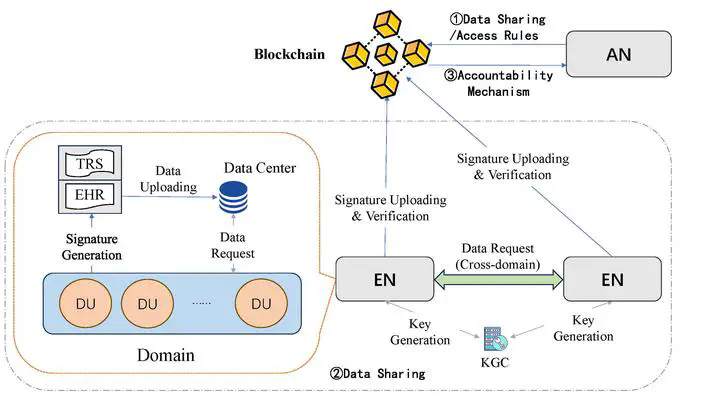 ①Data Sharing
/Access Rules
Blockchain
AN
③Accountability
Mechanism
TRS
EHR
Data
Uploading
Data Center
Signature Uploading
& Verification
Signature Uploading
& Verification
Signature
Generation
Data
Request
Data Request
(Cross-domain)
EN
EN
DU
DU
......
DU
Key
Generation
Key
Generation
KGC
Domain
②Data Sharing